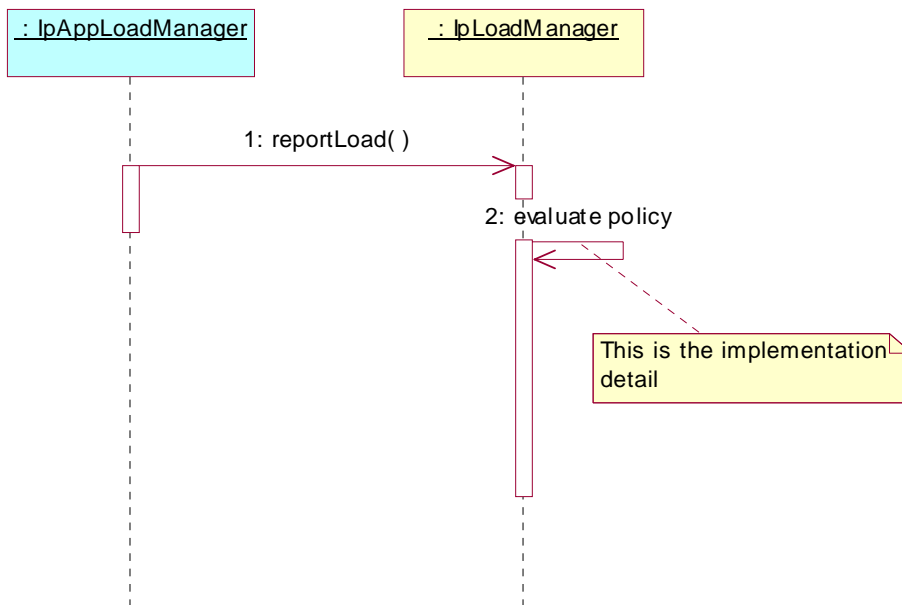 : IpAppLoadManager
: IpLoadManager
1: reportLoad( )
2: evaluate policy
This is the implementation
detail